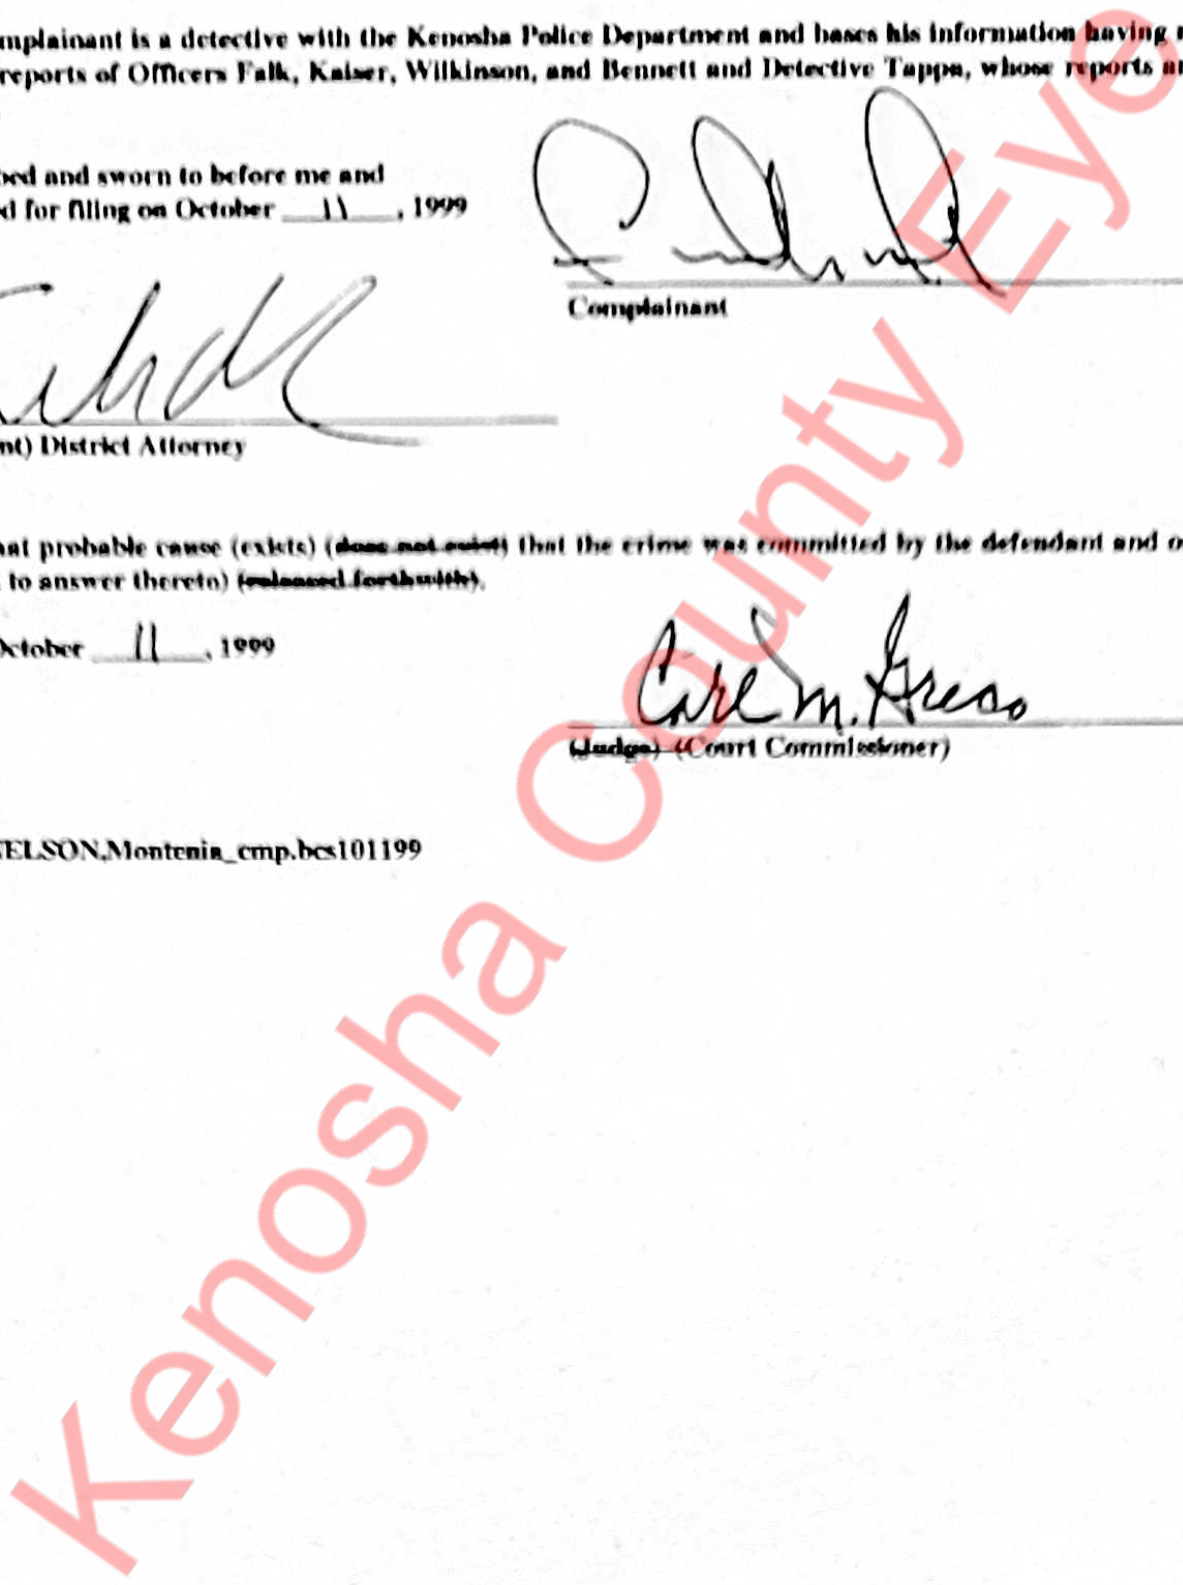 mplainant is a detective with the Kenosha Police Department and bases his information having
reports of Officers Falk, Kaiser, Wilkinson, and Bennett and Detective Tappa, whose reports
bed and sworn to before me and
d for filing on October 11, 1999
Complainant
nt) District Attorney
at probable cause (exists) (does not exist) that the crime was committed by the defendant and
to answer thereto) (released forthwith).
October 11, 1999
Carl M. Greco
(Judge) (Court Commissioner)
ELSON,Montenia_cmp.bcs101199
Kenosha County Eye